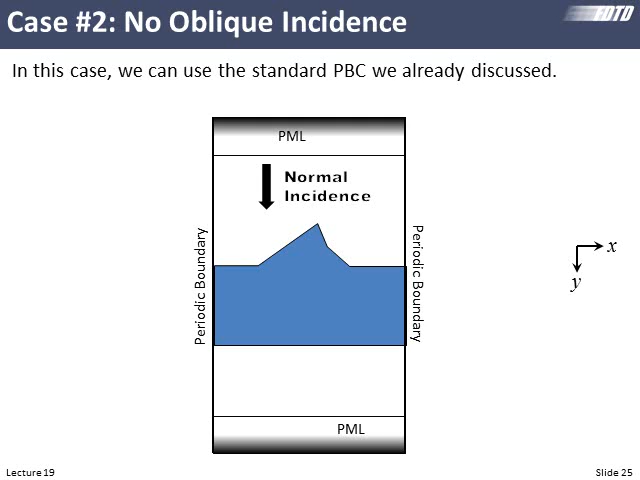 Case #2: No Oblique Incidence
FDTD
In this case, we can use the standard PBC we already discussed.
PML
Normal
Incidence
Periodic Boundary
Periodic Boundary
x
y
PML
Lecture 19
Slide 25